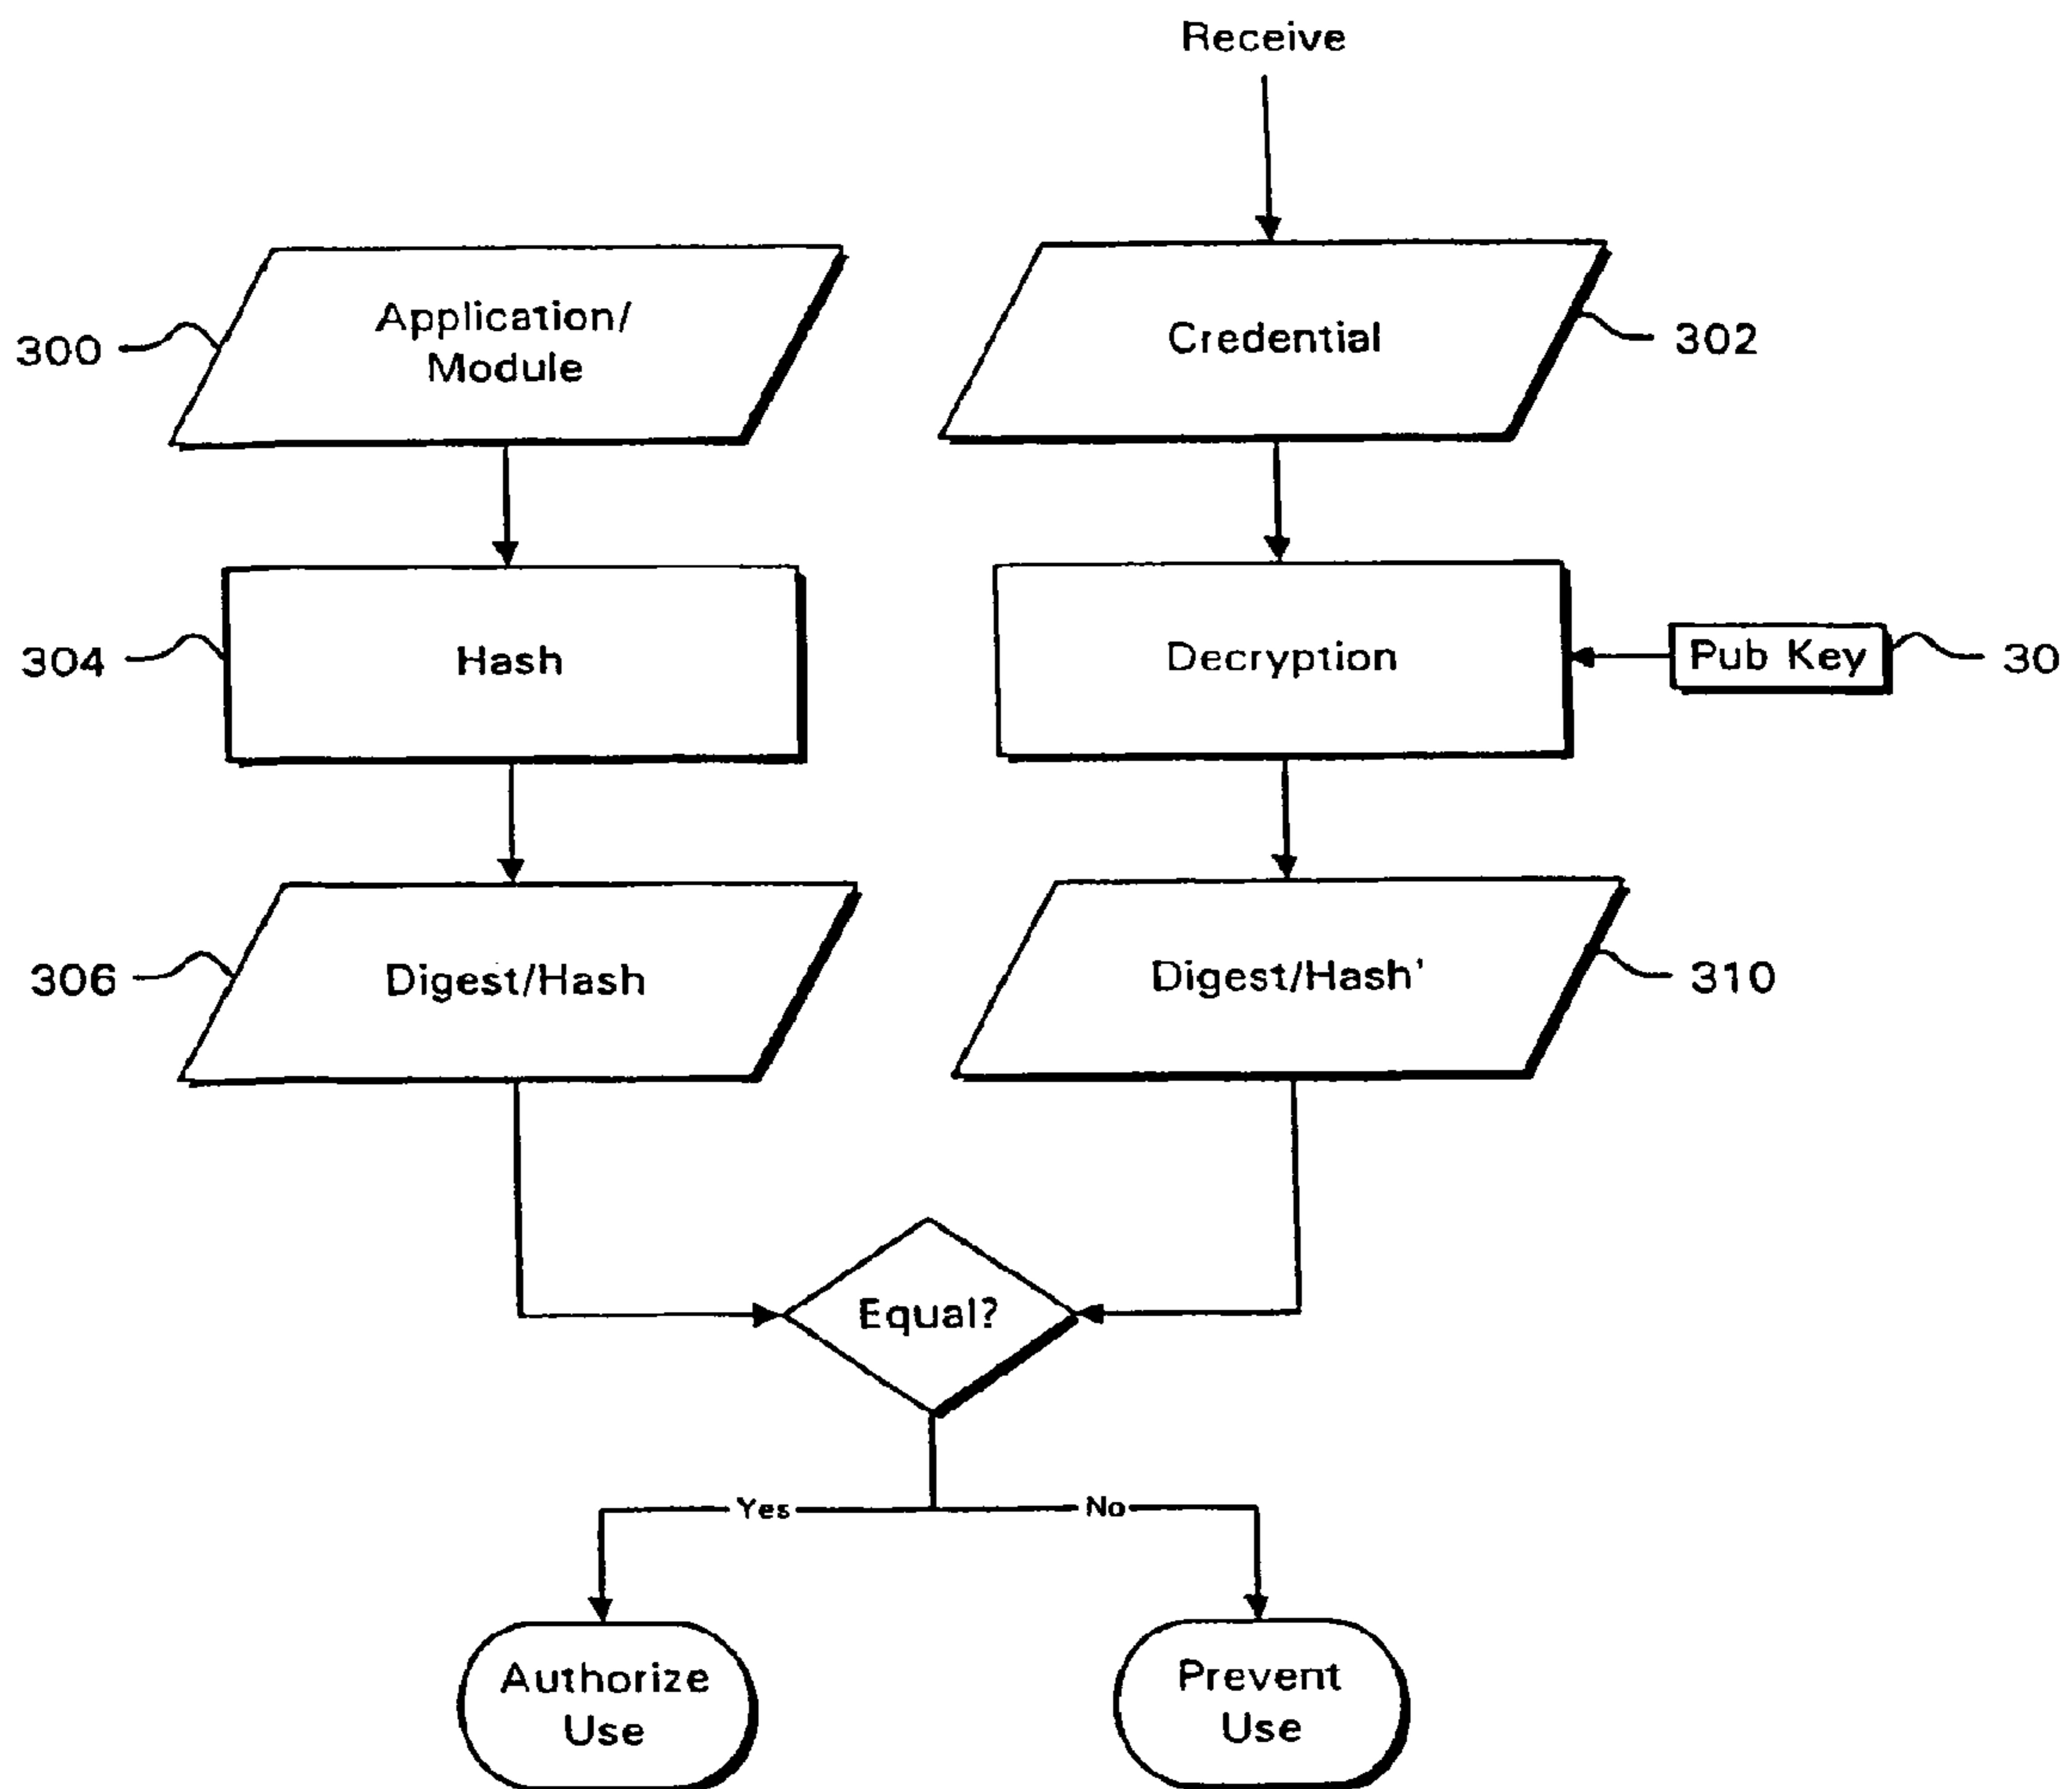 Receive
Application/
Module
300
Credential
302
Hash
304
Decryption
Pub Key
30
Digest/Hash
306
Digest/Hash'
310
Equal?
Yes
No
Authorize
Use
Prevent
Use